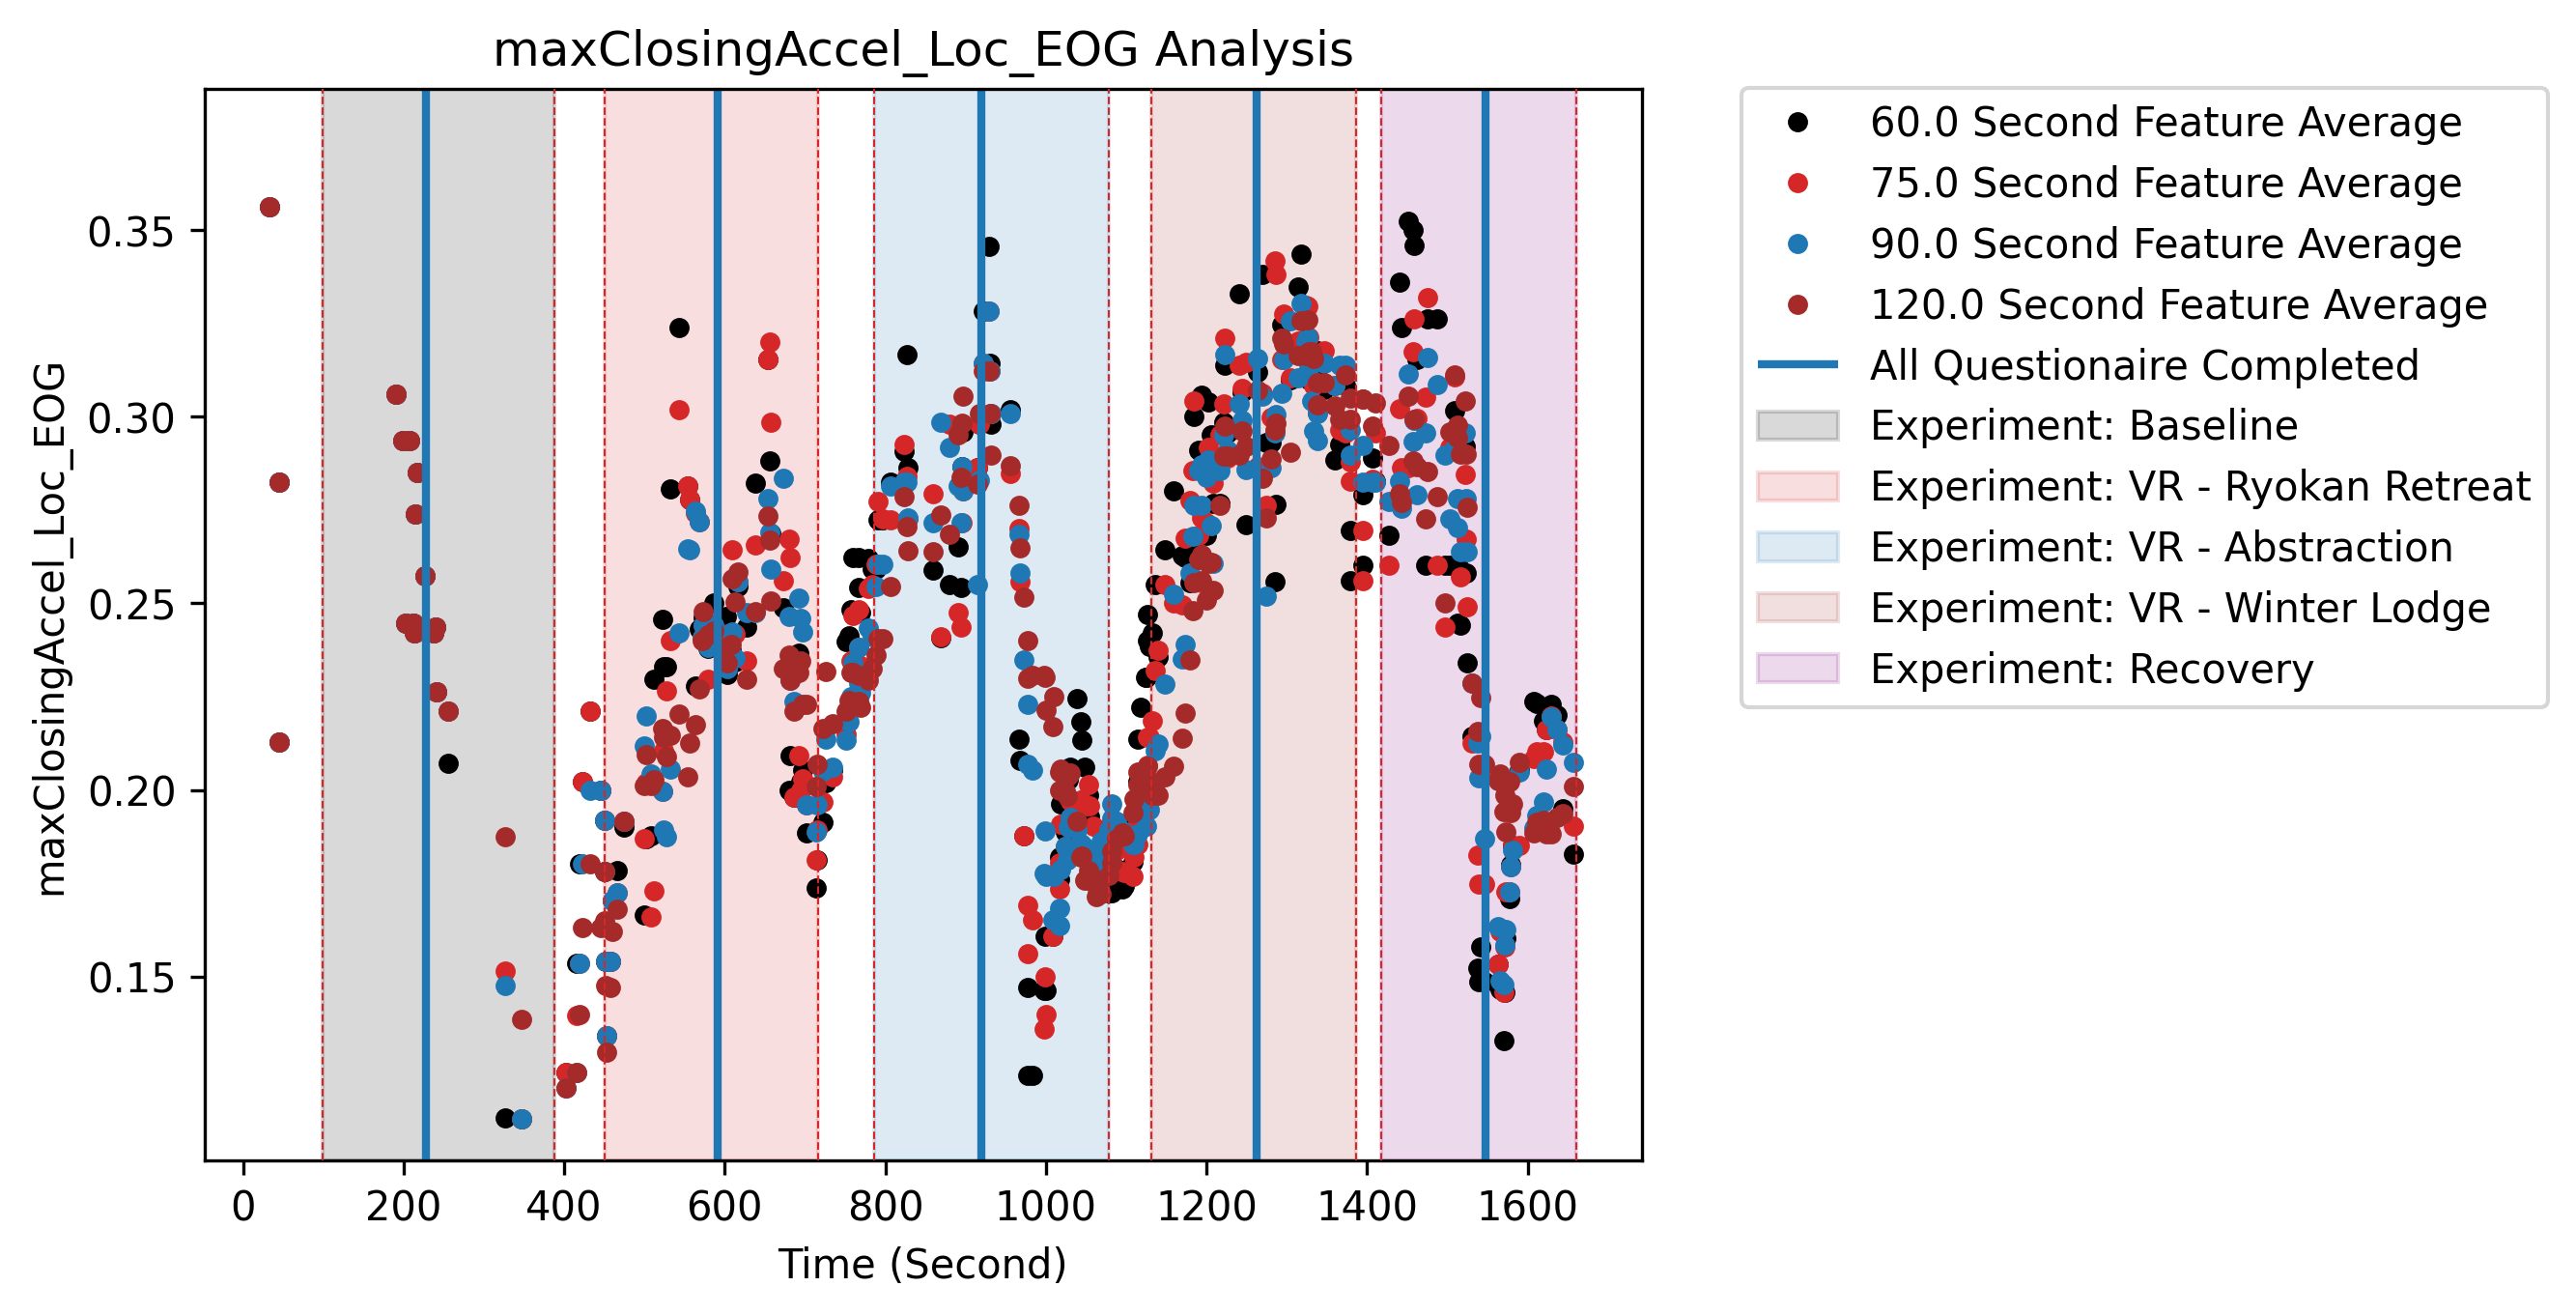 maxClosingAccel_Loc_EOG Analysis
maxClosingAccel_Loc_EOG
0.35
0.30
0.25
0.20
0.15
0 200 400 600 800 1000 1200 1400 1600
Time (Second)
60.0 Second Feature Average
75.0 Second Feature Average
90.0 Second Feature Average
120.0 Second Feature Average
All Questionaire Completed
Experiment: Baseline
Experiment: VR - Ryokan Retreat
Experiment: VR - Abstraction
Experiment: VR - Winter Lodge
Experiment: Recovery